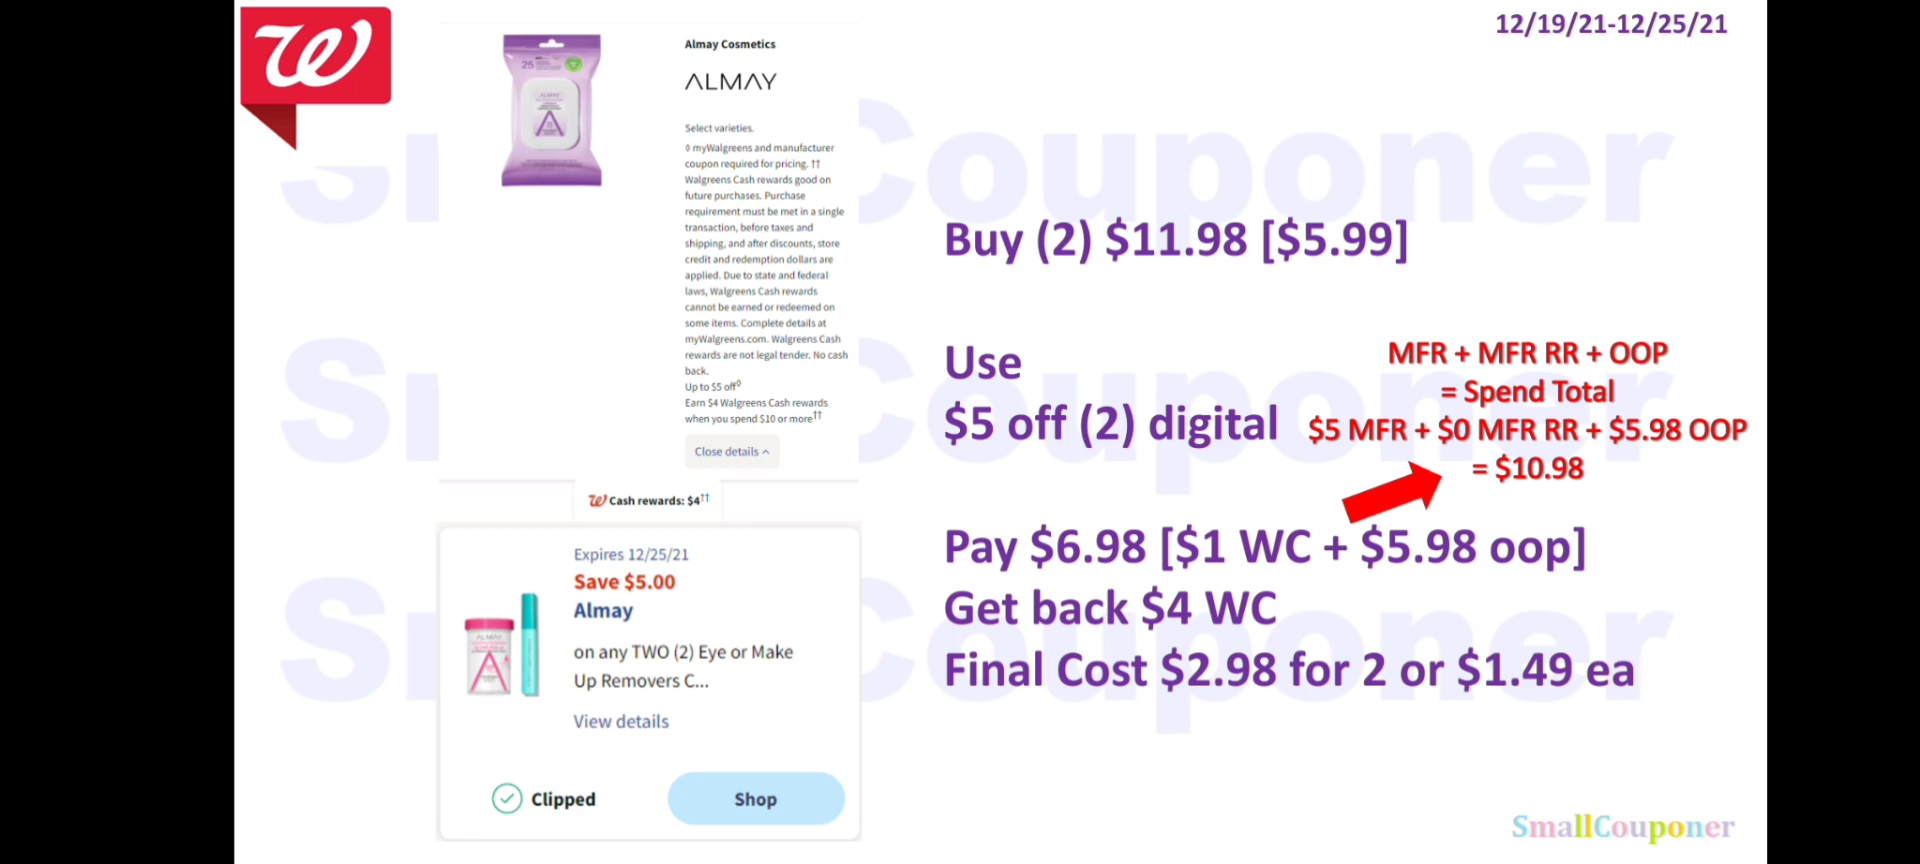 12/19/21-12/25/21
Almay Cosmetics
ALMAY
25
ALMAY
Select varieties.
◊ myWalgreens and manufacturer
coupon required for pricing. ††
Walgreens Cash rewards good on
future purchases. Purchase
requirement must be met in a single
transaction, before taxes and
shipping, and after discounts, store
credit and redemption dollars are
applied. Due to state and federal
laws, Walgreens Cash rewards
cannot be earned or redeemed on
some items. Complete details at
myWalgreens.com. Walgreens Cash
rewards are not legal tender. No cash
back.
Up to $5 off◊
Earn $4 Walgreens Cash rewards
when you spend $10 or more††
Close details
W Cash rewards: $4††
Expires 12/25/21
Save $5.00
Almay
on any TWO (2) Eye or Make
Up Removers C...
View details
ALMAY
Clipped
Shop
Buy (2) $11.98 [$5.99]
Use
$5 off (2) digital
MFR + MFR RR + OOP
= Spend Total
$5 MFR + $0 MFR RR + $5.98 OOP
= $10.98
Pay $6.98 [$1 WC + $5.98 oop]
Get back $4 WC
Final Cost $2.98 for 2 or $1.49 ea
SmallCouponer